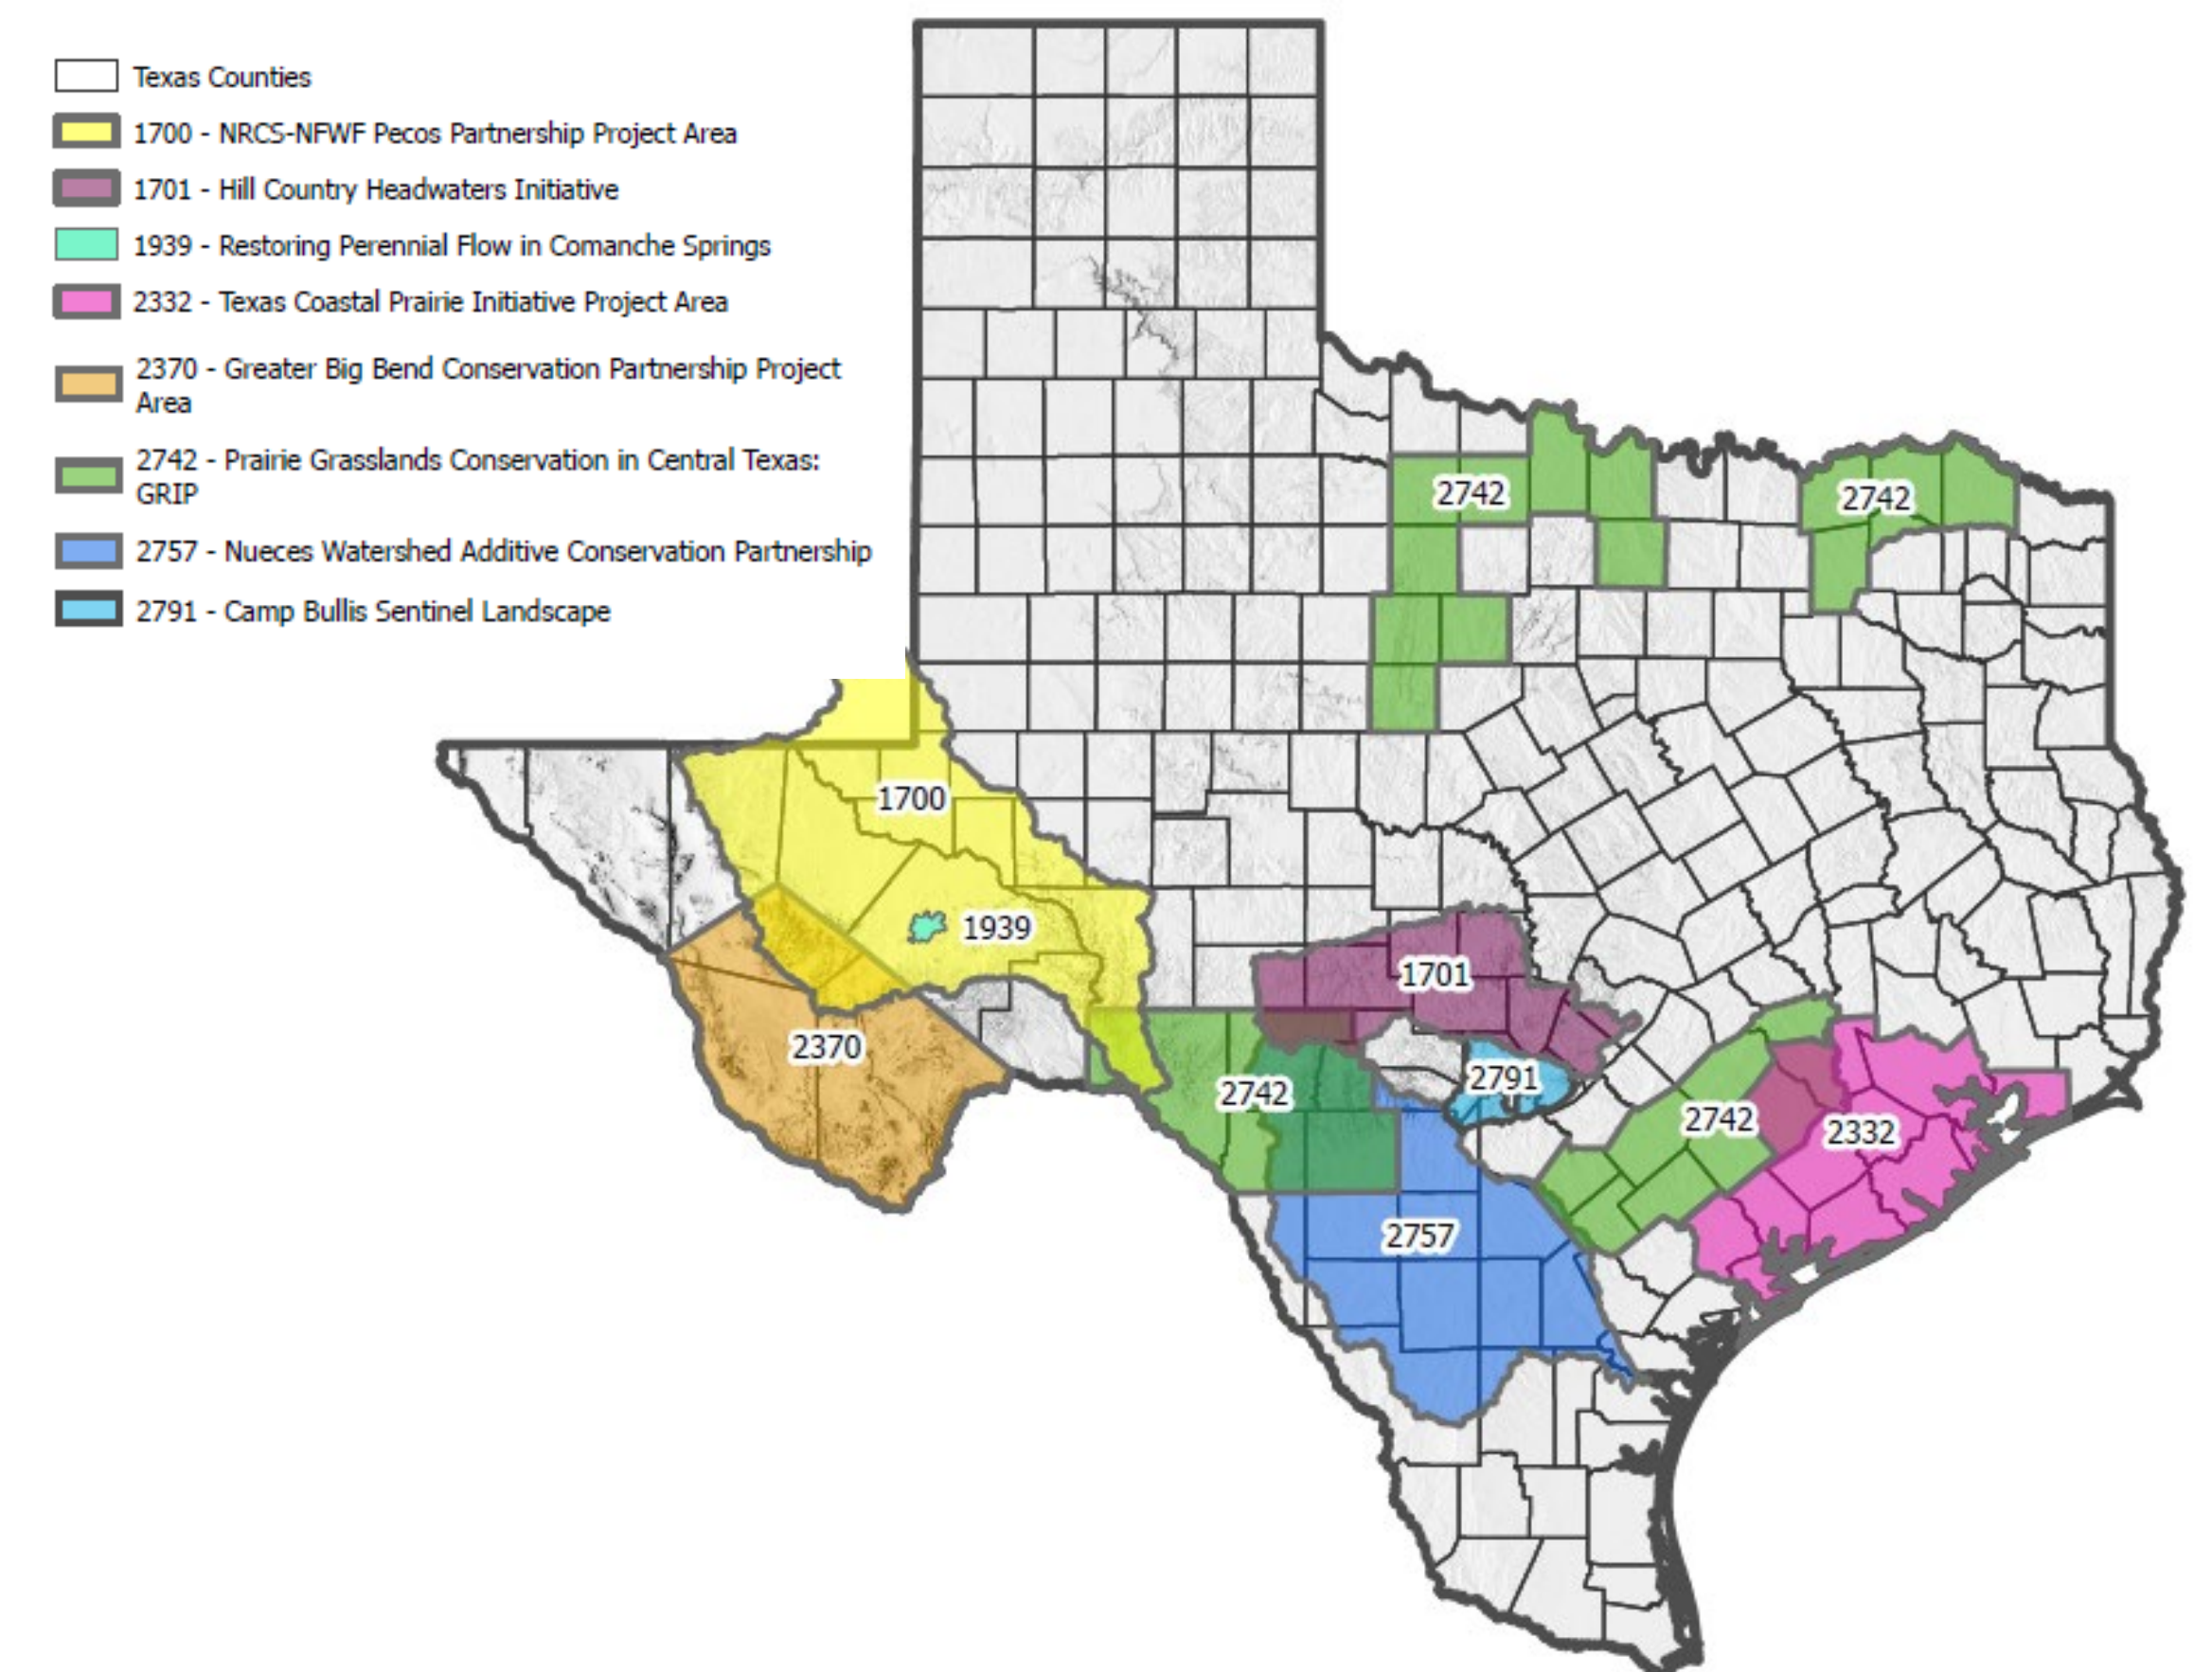 Texas Counties
1700 - NRCS-NFWF Pecos Partnership Project Area
1701 - Hill Country Headwaters Initiative
1939 - Restoring Perennial Flow in Comanche Springs
2332 - Texas Coastal Prairie Initiative Project Area
2370 - Greater Big Bend Conservation Partnership Project
Area
2742 - Prairie Grasslands Conservation in Central Texas:
GRIP
2757 - Nueces Watershed Additive Conservation Partnership
2791 - Camp Bullis Sentinel Landscape
2742
2742
1700
1939
1701
2370
2791
2742
2742
2332
2757